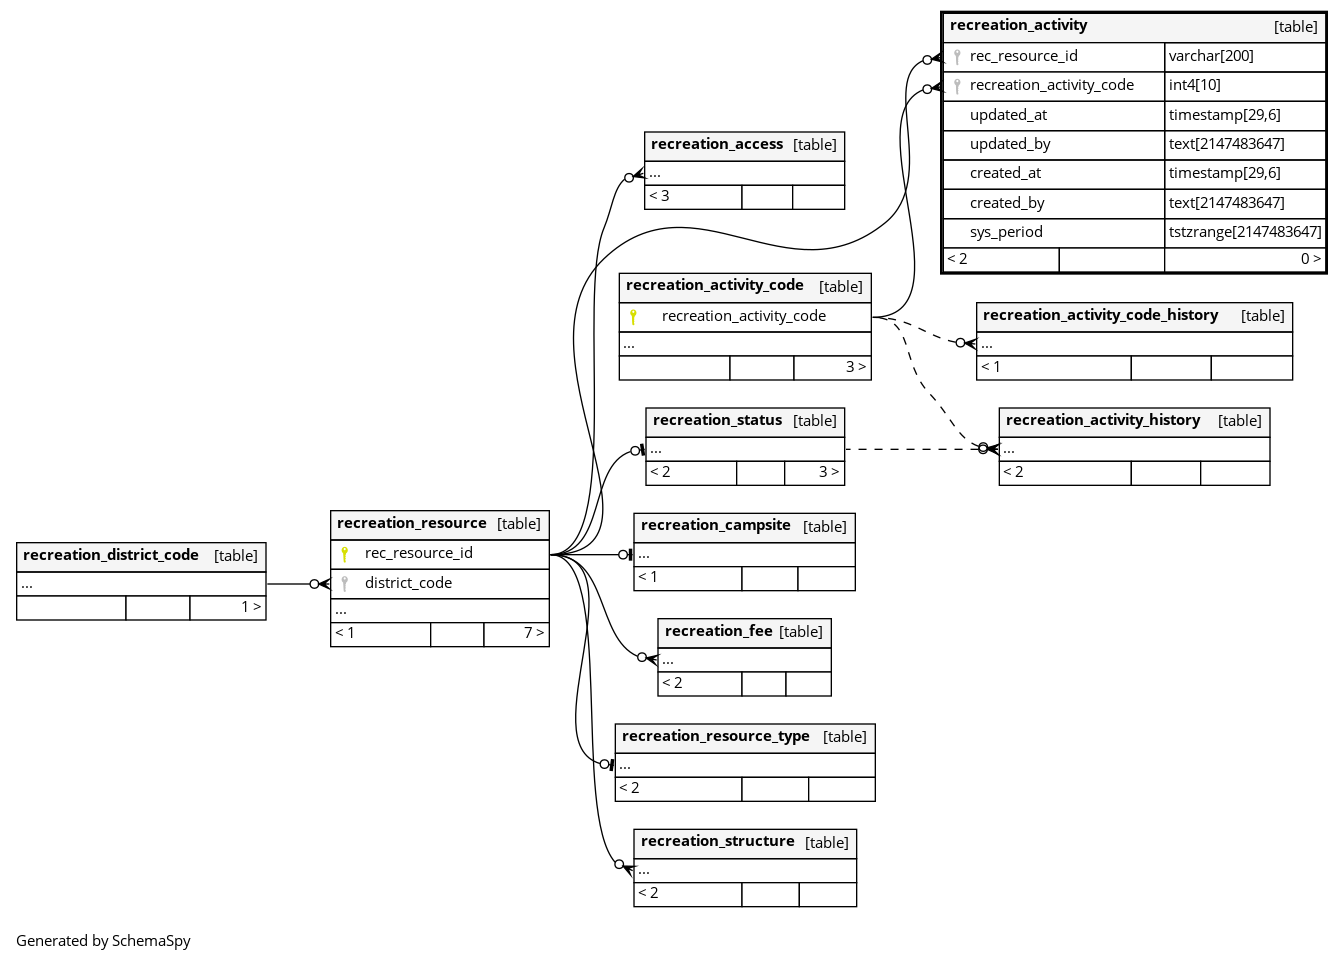 recreation_activity [table]
rec_resource_id varchar[200]
recreation_activity_code int4[10]
updated_at timestamp[29,6]
updated_by text[2147483647]
created_at timestamp[29,6]
created_by text[2147483647]
sys_period tstzrange[2147483647]
< 2 0 >
recreation_access [table]
...
< 3
recreation_activity_code [table]
recreation_activity_code
...
3 >
recreation_activity_code_history [table]
...
< 1
recreation_status [table]
...
< 2 3 >
recreation_activity_history [table]
...
< 2
recreation_district_code [table]
...
1 >
recreation_resource [table]
rec_resource_id
district_code
...
< 1 7 >
recreation_campsite [table]
...
< 1
recreation_fee [table]
...
< 2
recreation_resource_type [table]
...
< 2
recreation_structure [table]
...
< 2
Generated by SchemaSpy